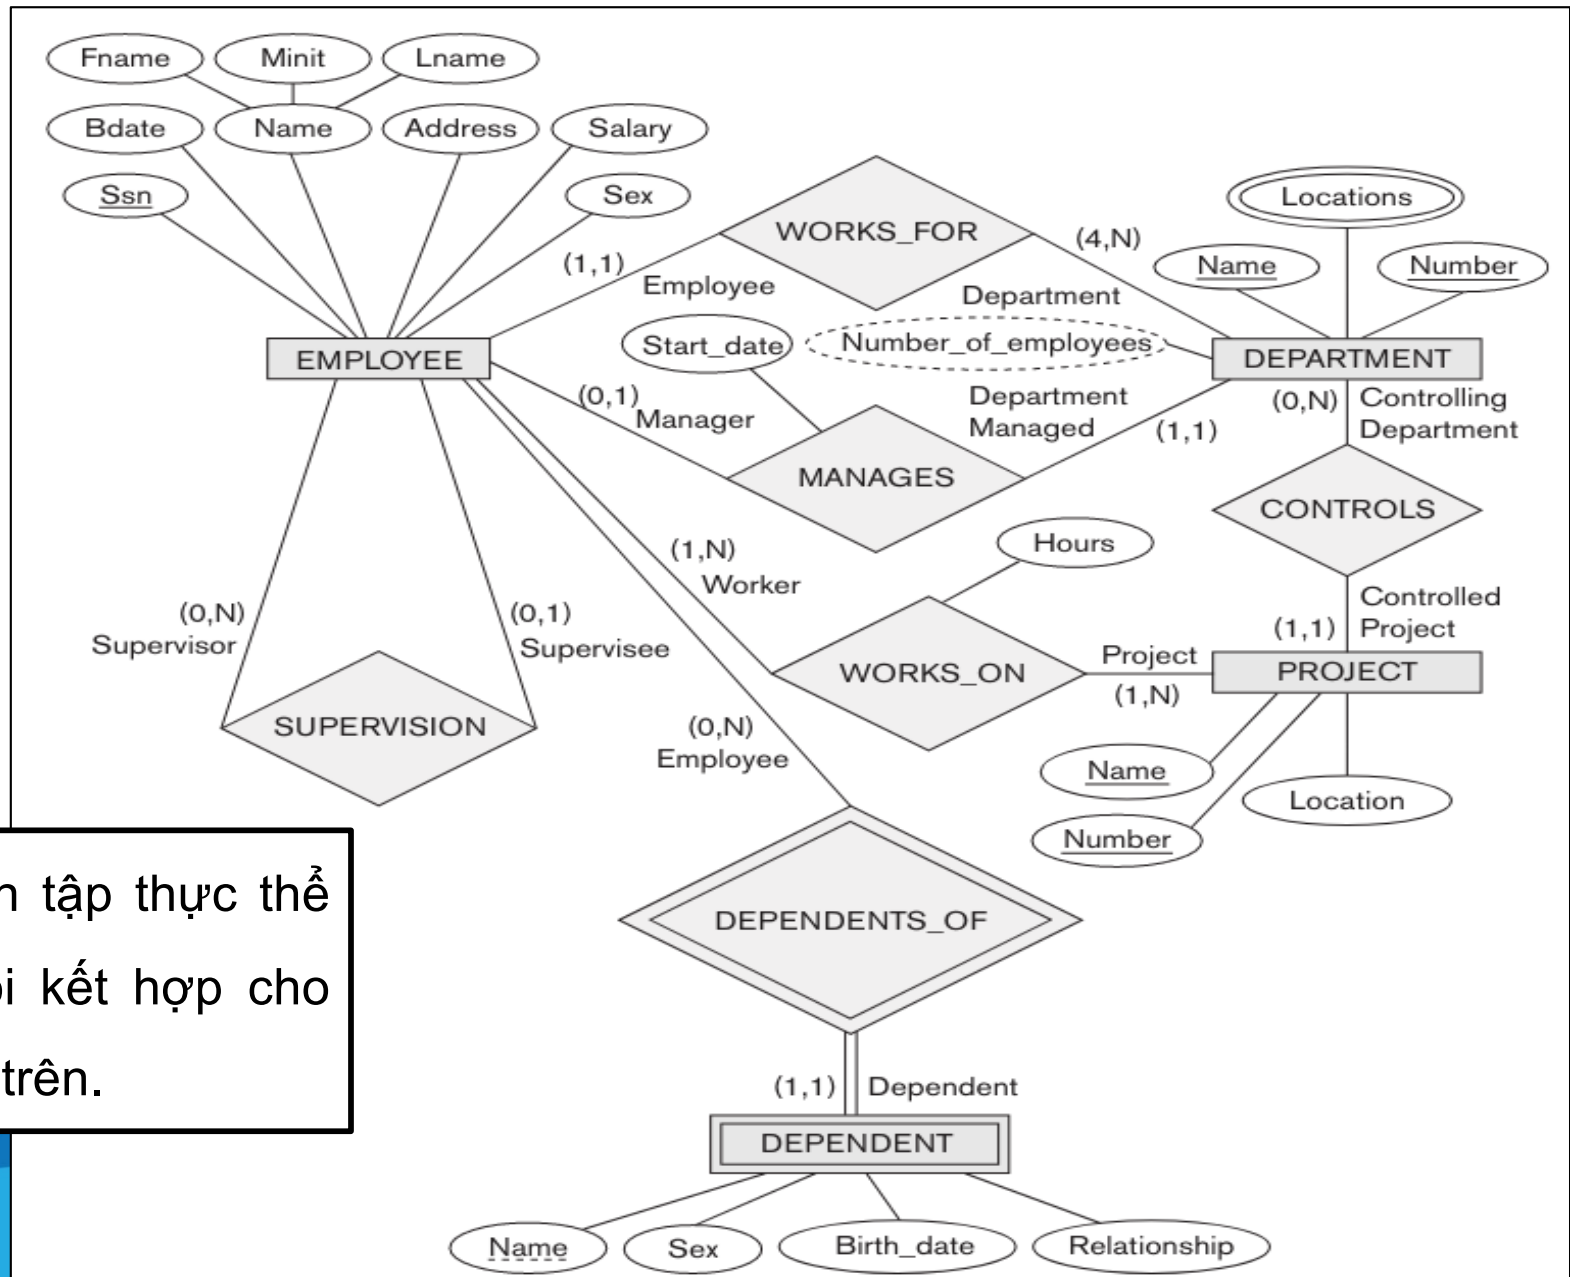 Fname Minit Lname
Bdate Name Address Salary
Ssn Sex
Locations
WORKS_FOR
(4,N)
Name Number
(1,1)
Employee
Department
Start_date Number_of_employees
EMPLOYEE DEPARTMENT
(0,1)
Manager
Department
Managed
(1,1)
(0,N) Controlling
Department
MANAGES
CONTROLS
Hours
(1,N)
Worker
(0,N)
Supervisor
(0,1)
Supervisee
Controlled
Project
(1,1)
Project
(1,N)
WORKS_ON
PROJECT
SUPERVISION
(0,N)
Employee
Name
Location
Number
tập thực thể
kết hợp cho
trên.
DEPENDENTS_OF
(1,1) Dependent
DEPENDENT
Name Sex Birth_date Relationship